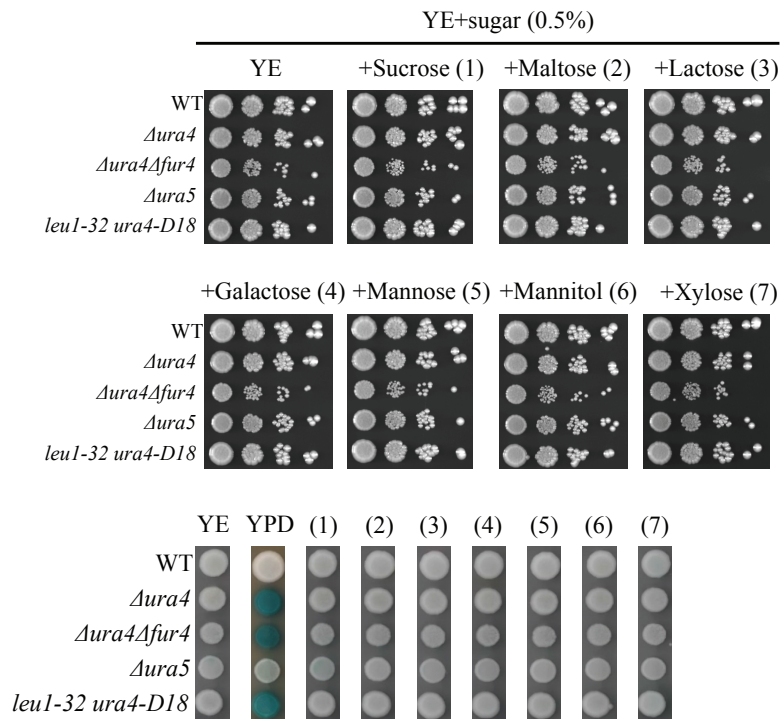 YE+sugar (0.5%)
YE +Sucrose (1) +Maltose (2) +Lactose (3)
WT
Δura4
Δura4Δfur4
Δura5
leu1-32 ura4-D18
+Galactose (4) +Mannose (5) +Mannitol (6) +Xylose (7)
WT
Δura4
Δura4Δfur4
Δura5
leu1-32 ura4-D18
YE YPD (1) (2) (3) (4) (5) (6) (7)
WT
Δura4
Δura4Δfur4
Δura5
leu1-32 ura4-D18